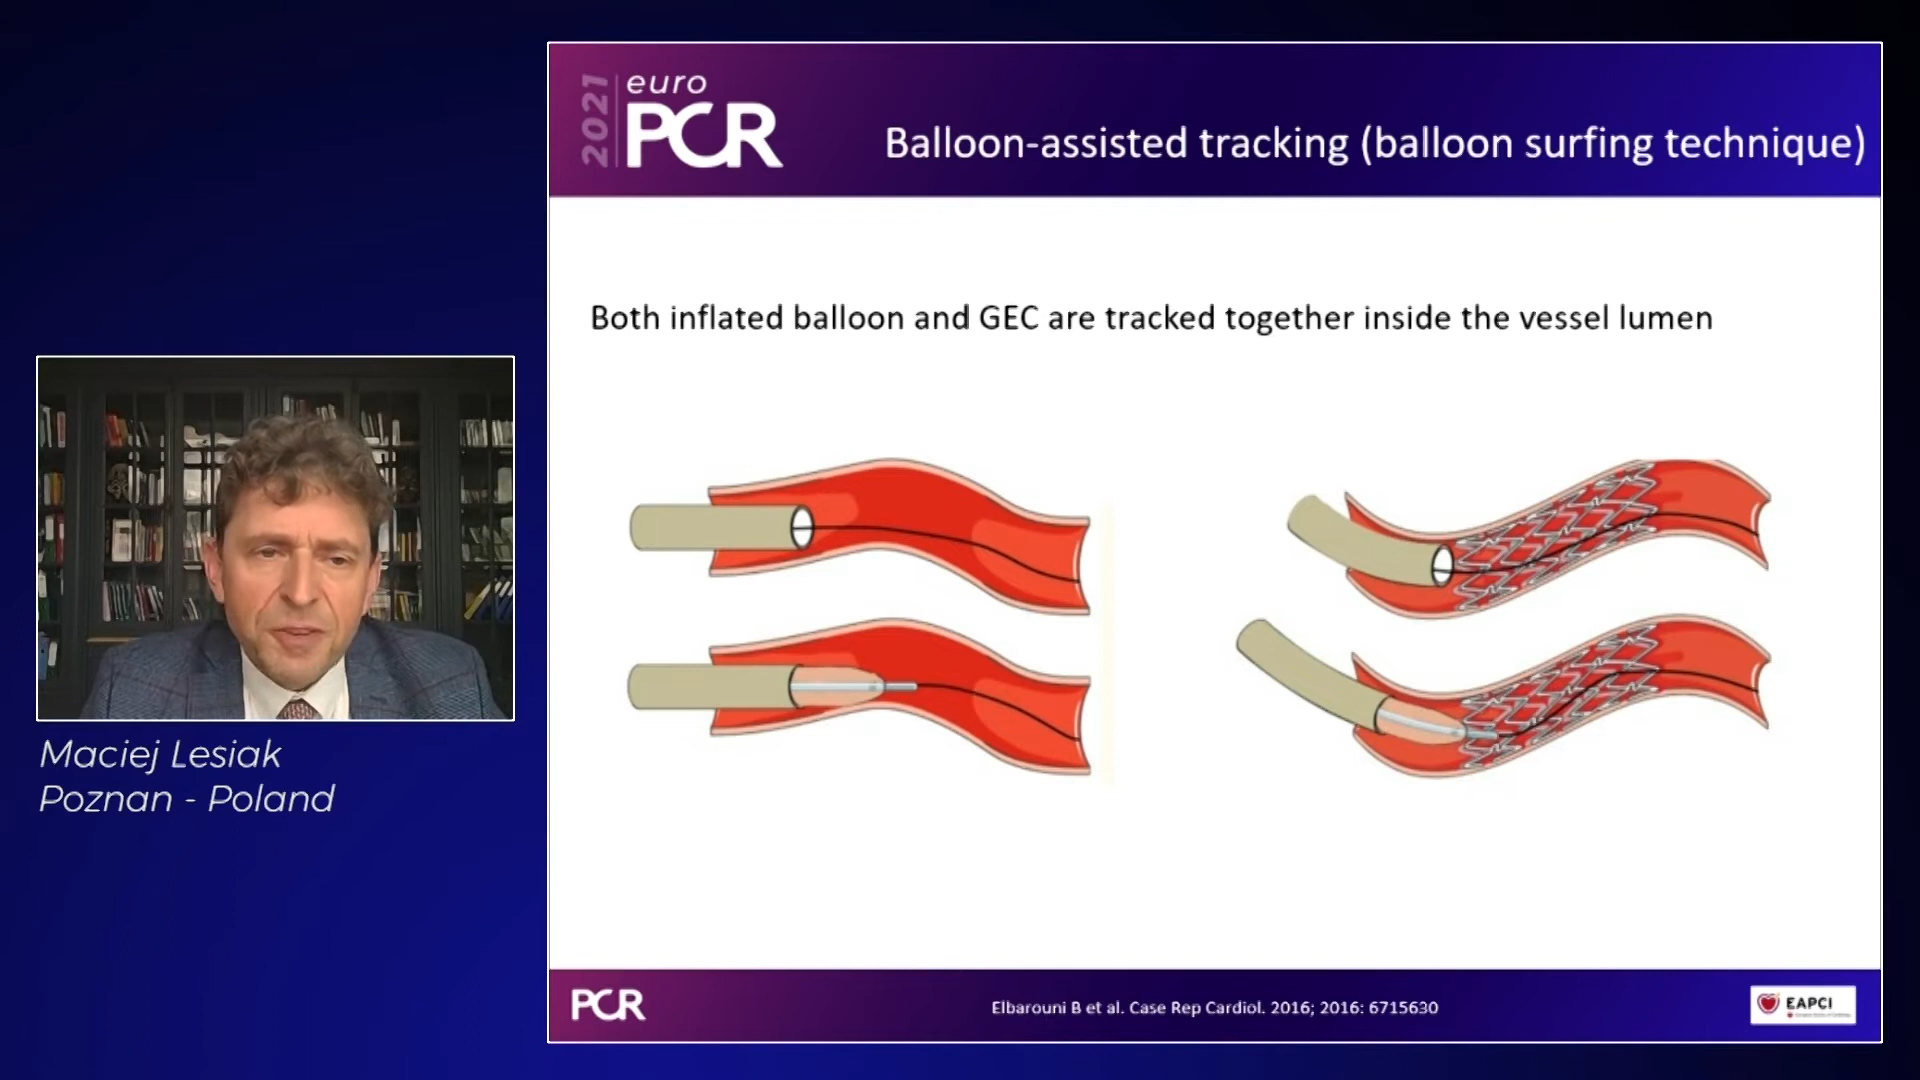 2021
euro
PCR
Balloon-assisted tracking (balloon surfing technique)
Both inflated balloon and GEC are tracked together inside the vessel lumen
Maciej Lesiak
Poznan - Poland
PCR
Elbarouni B et al. Case Rep Cardiol. 2016; 2016: 6715630
EAPCI